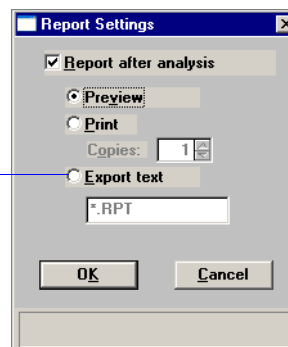 Report Settings
Report after analysis
Preview
Print
Copies: 1
Export text
*.RPT
OK Cancel